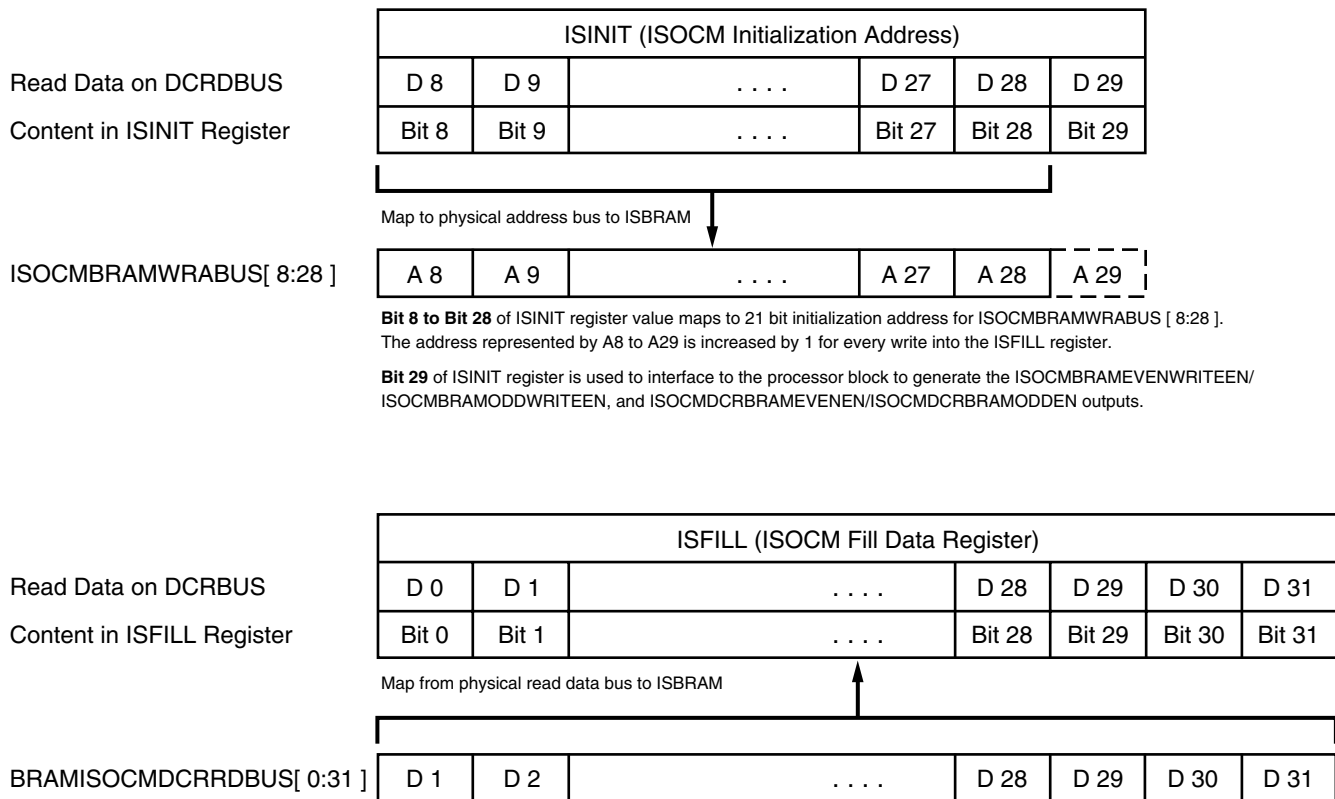 ISINIT (ISOCM Initialization Address)
Read Data on DCRDBUS D 8 D 9 . . . . D 27 D 28 D 29
Content in ISINIT Register Bit 8 Bit 9 . . . . Bit 27 Bit 28 Bit 29
Map to physical address bus to ISBRAM
ISOCMBRAMWRABUS[ 8:28 ] A 8 A 9 . . . . A 27 A 28 A 29
Bit 8 to Bit 28 of ISINIT register value maps to 21 bit initialization address for ISOCMBRAMWRABUS [ 8:28 ].
The address represented by A8 to A29 is increased by 1 for every write into the ISFILL register.
Bit 29 of ISINIT register is used to interface to the processor block to generate the ISOCMBRAMEVENWRITEEN/
ISOCMBRAMODDWRITEEN, and ISOCMDCRBRAMEVENEN/ISOCMDCRBRAMODDEN outputs.
ISFILL (ISOCM Fill Data Register)
Read Data on DCRBUS D 0 D 1 . . . . D 28 D 29 D 30 D 31
Content in ISFILL Register Bit 0 Bit 1 . . . . Bit 28 Bit 29 Bit 30 Bit 31
Map from physical read data bus to ISBRAM
BRAMISOCMDCRRDBUS[ 0:31 ] D 1 D 2 . . . . D 28 D 29 D 30 D 31